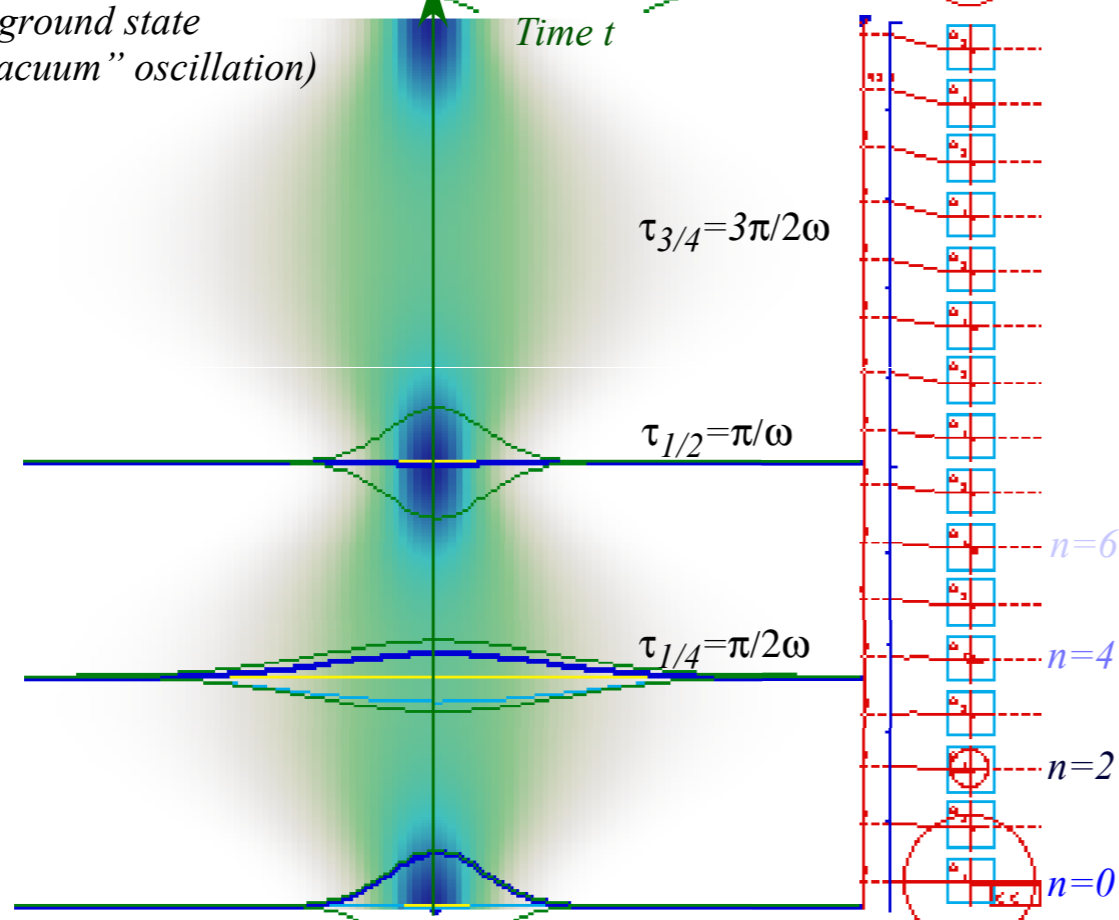 ground state
acuum” oscillation)
Time t
τ3/4=3π/2ω
τ1/2=π/ω
n=6
τ1/4=π/2ω
n=4
n=2
n=0